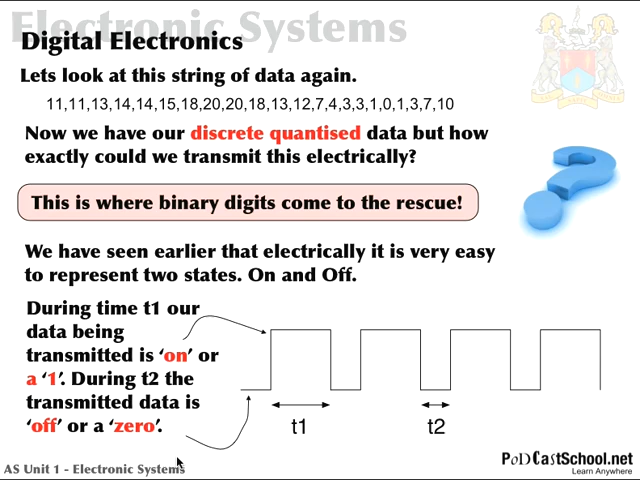 Electronic Systems
Digital Electronics
Lets look at this string of data again.
11,11,13,14,14,15,18,20,20,18,13,12,7,4,3,3,1,0,1,3,7,10
Now we have our discrete quantised data but how
exactly could we transmit this electrically?
This is where binary digits come to the rescue!
We have seen earlier that electrically it is very easy
to represent two states. On and Off.
During time t1 our
data being
transmitted is ‘on’ or
a ‘1’. During t2 the
transmitted data is
‘off’ or a ‘zero’.
t1
t2
AS Unit 1 - Electronic Systems
PoDCastSchool.net
Learn Anywhere